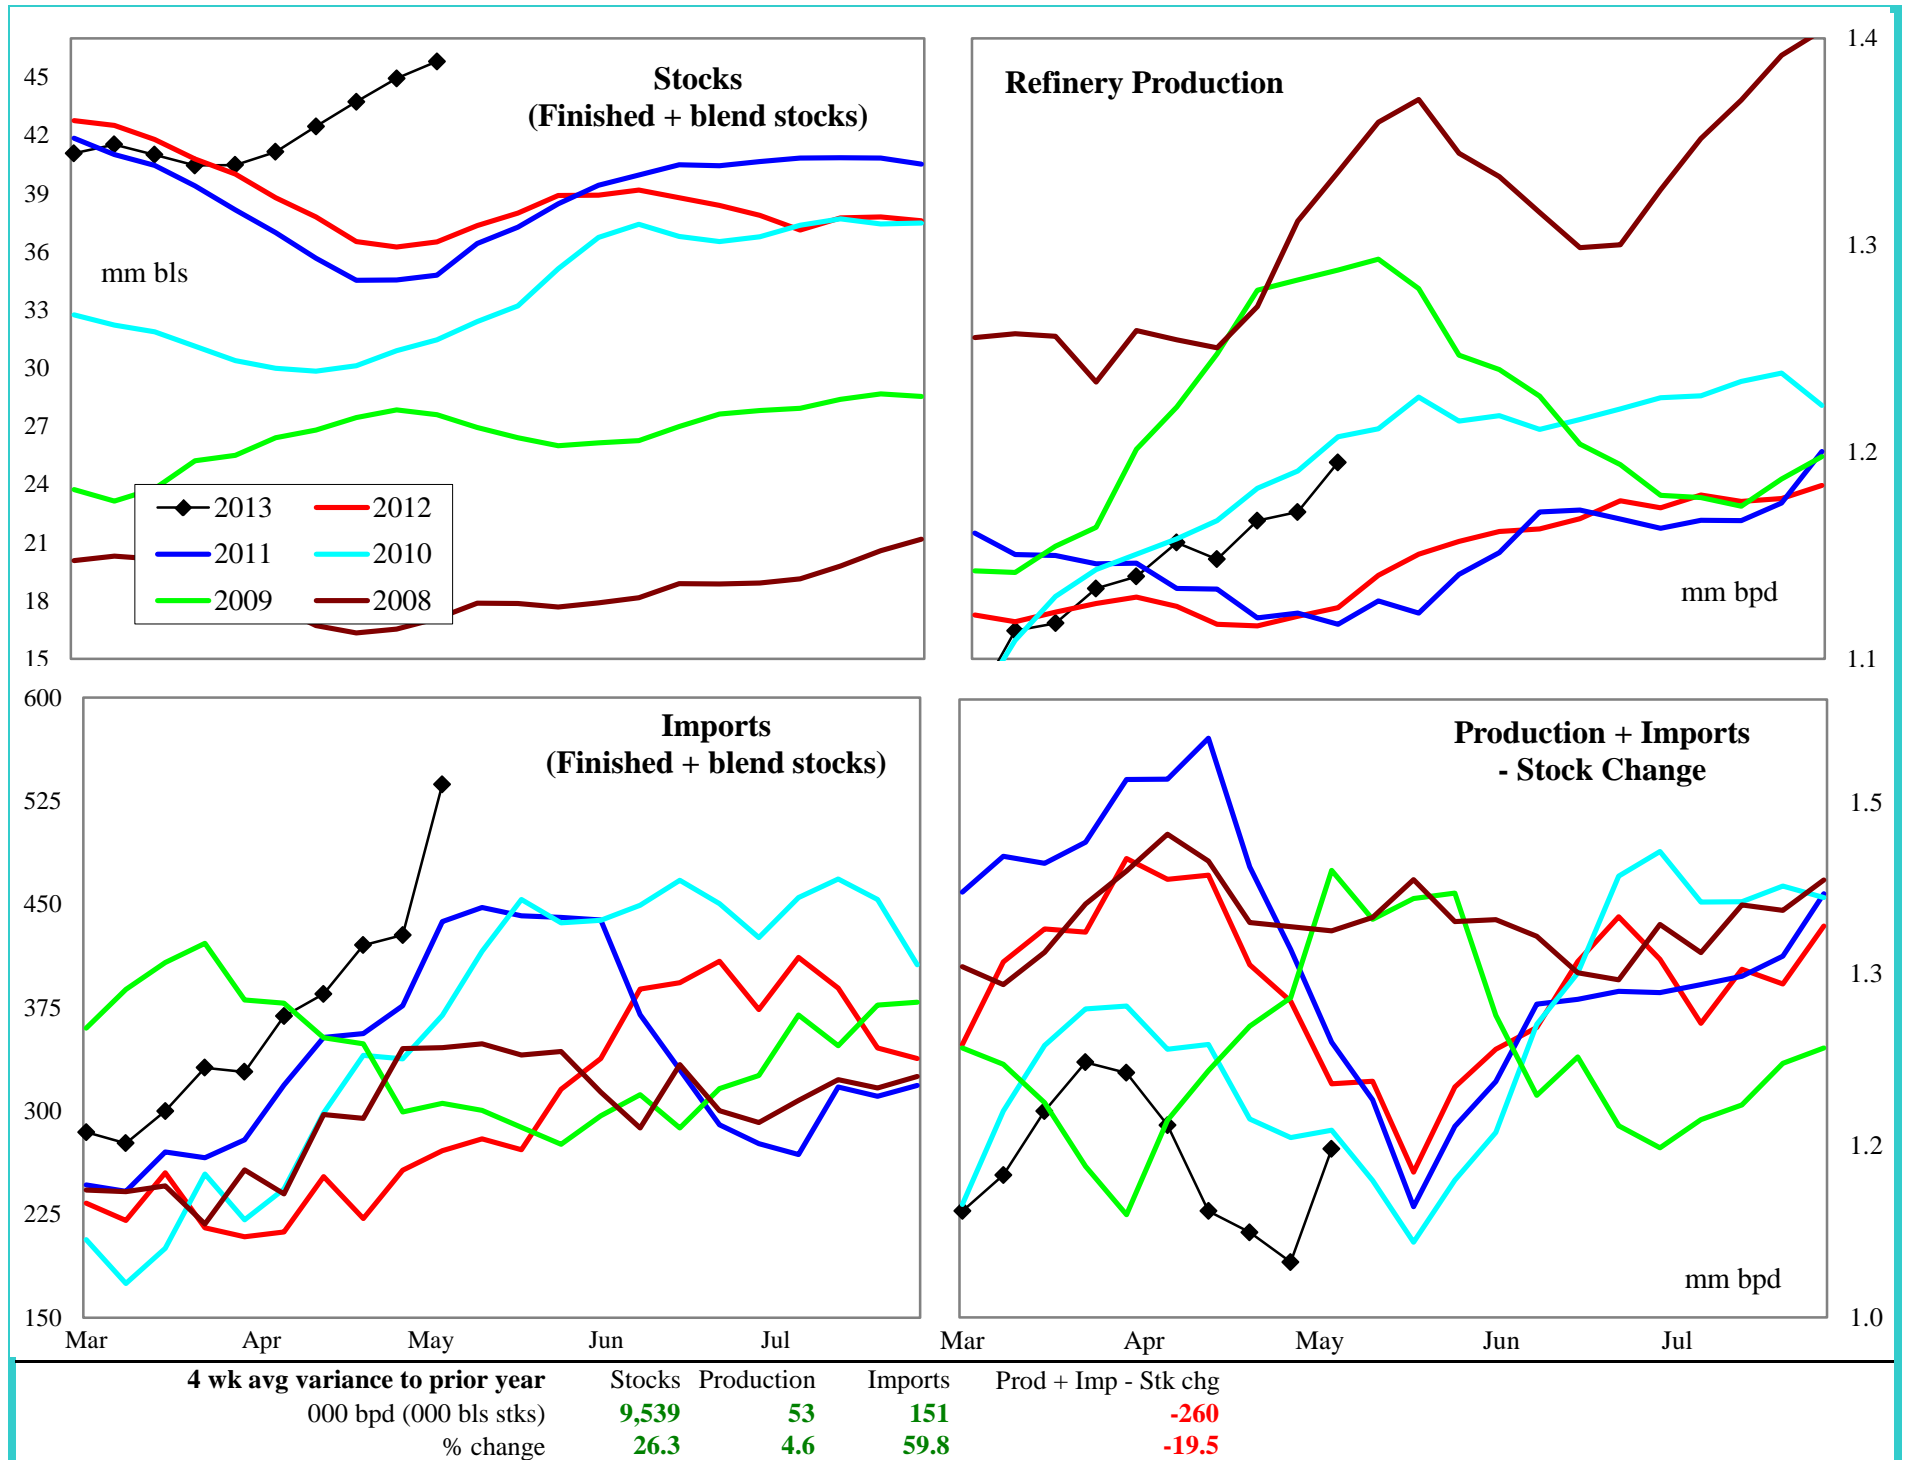 Stocks
(Finished + blend stocks)
45
42
39
36
33
30
27
24
21
18
15
mm bls
2013 2012
2011 2010
2009 2008
Refinery Production
1.4
1.3
1.2
1.1
mm bpd
Imports
(Finished + blend stocks)
600
525
450
375
300
225
150
Mar Apr May Jun Jul
Production + Imports
- Stock Change
1.5
1.3
1.2
1.0
mm bpd
Mar Apr May Jun Jul
4 wk avg variance to prior year Stocks Production Imports Prod + Imp - Stk chg
000 bpd (000 bls stks) 9,539 53 151 -260
% change 26.3 4.6 59.8 -19.5